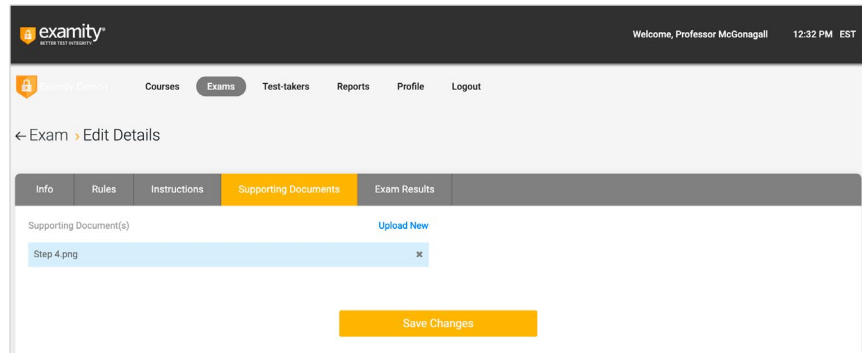 examity®
BETTER TEST INTEGRITY™
Welcome, Professor McGonagall 12:32 PM EST
Courses Exams Test-takers Reports Profile Logout
←Exam › Edit Details
Info Rules Instructions Supporting Documents Exam Results
Supporting Document(s) Upload New
Step 4.png ✖
Save Changes